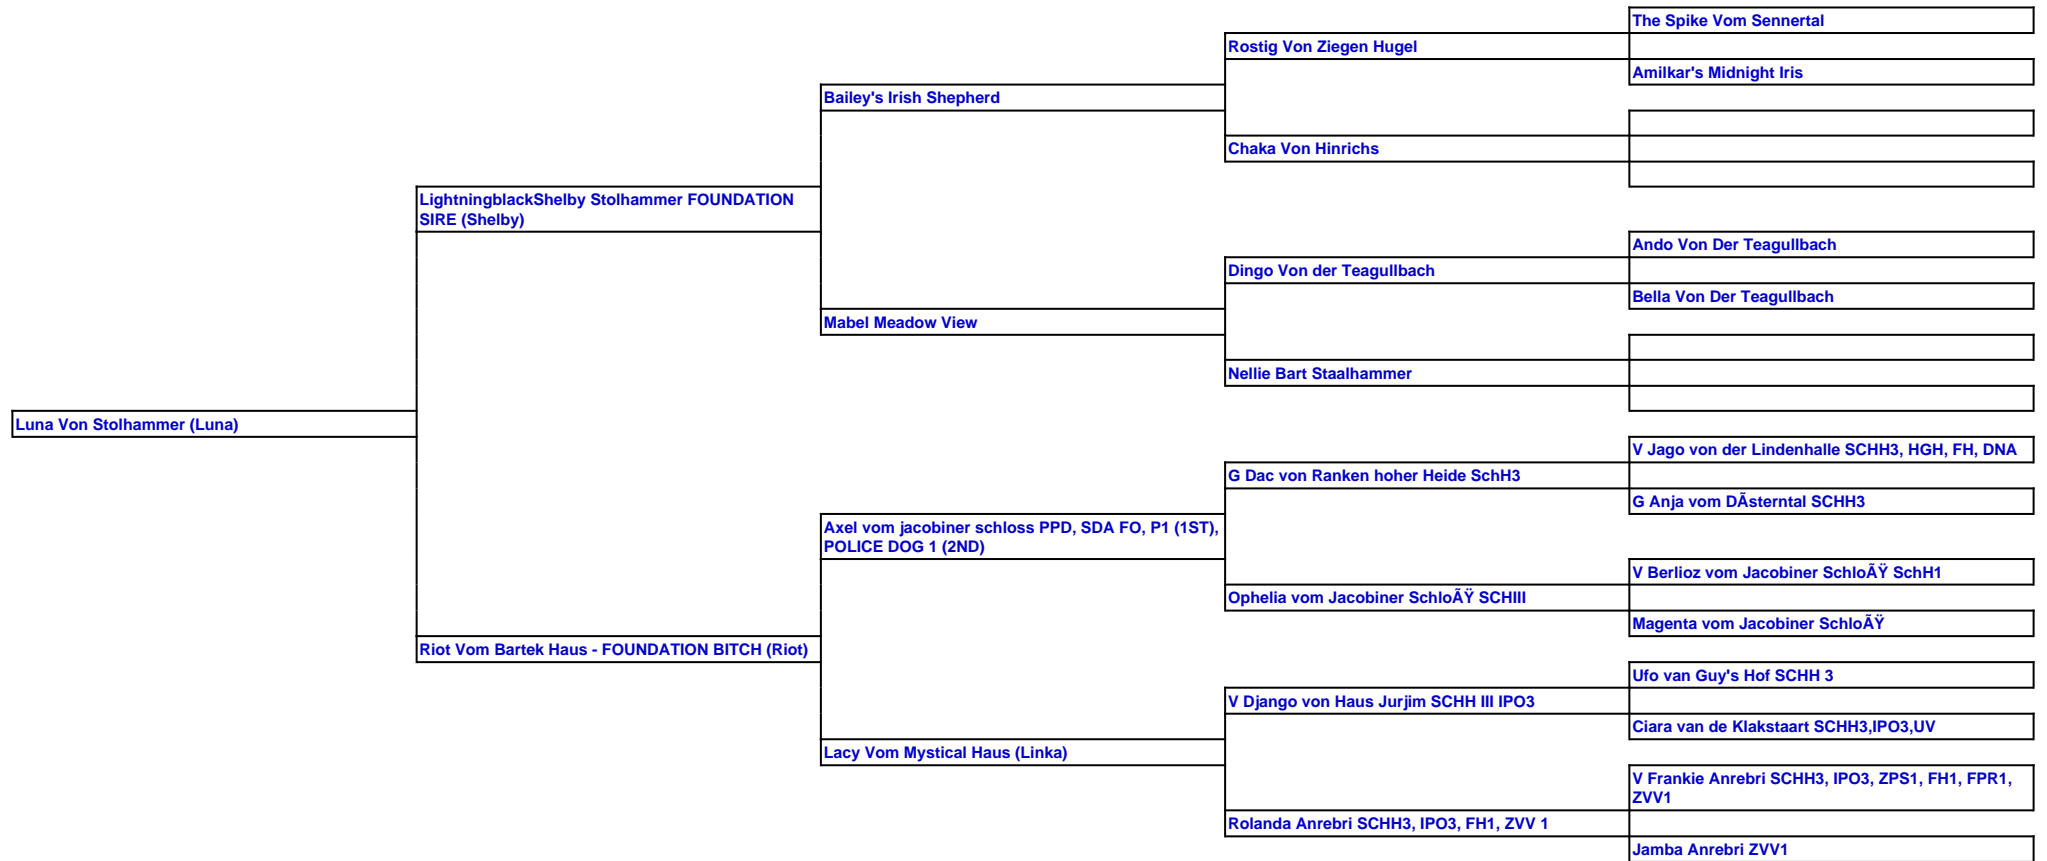 The Spike Vom Sennertal
Rostig Von Ziegen Hugel
Amilkar's Midnight Iris
Bailey's Irish Shepherd
Chaka Von Hinrichs
LightningblackShelby Stolhammer FOUNDATION
SIRE (Shelby)
Ando Von Der Teagullbach
Dingo Von der Teagullbach
Bella Von Der Teagullbach
Mabel Meadow View
Nellie Bart Staalhammer
Luna Von Stolhammer (Luna)
V Jago von der Lindenhalle SCHH3, HGH, FH, DNA
G Dac von Ranken hoher Heide SchH3
G Anja vom DÃsterntal SCHH3
Axel vom jacobiner schloss PPD, SDA FO, P1 (1ST),
POLICE DOG 1 (2ND)
V Berlioz vom Jacobiner SchloÃŸ SchH1
Ophelia vom Jacobiner SchloÃŸ SCHIII
Magenta vom Jacobiner SchloÃŸ
Riot Vom Bartek Haus - FOUNDATION BITCH (Riot)
Ufo van Guy's Hof SCHH 3
V Django von Haus Jurjim SCHH III IPO3
Ciara van de Klakstaart SCHH3,IPO3,UV
Lacy Vom Mystical Haus (Linka)
V Frankie Anrebri SCHH3, IPO3, ZPS1, FH1, FPR1,
ZVV1
Rolanda Anrebri SCHH3, IPO3, FH1, ZVV 1
Jamba Anrebri ZVV1